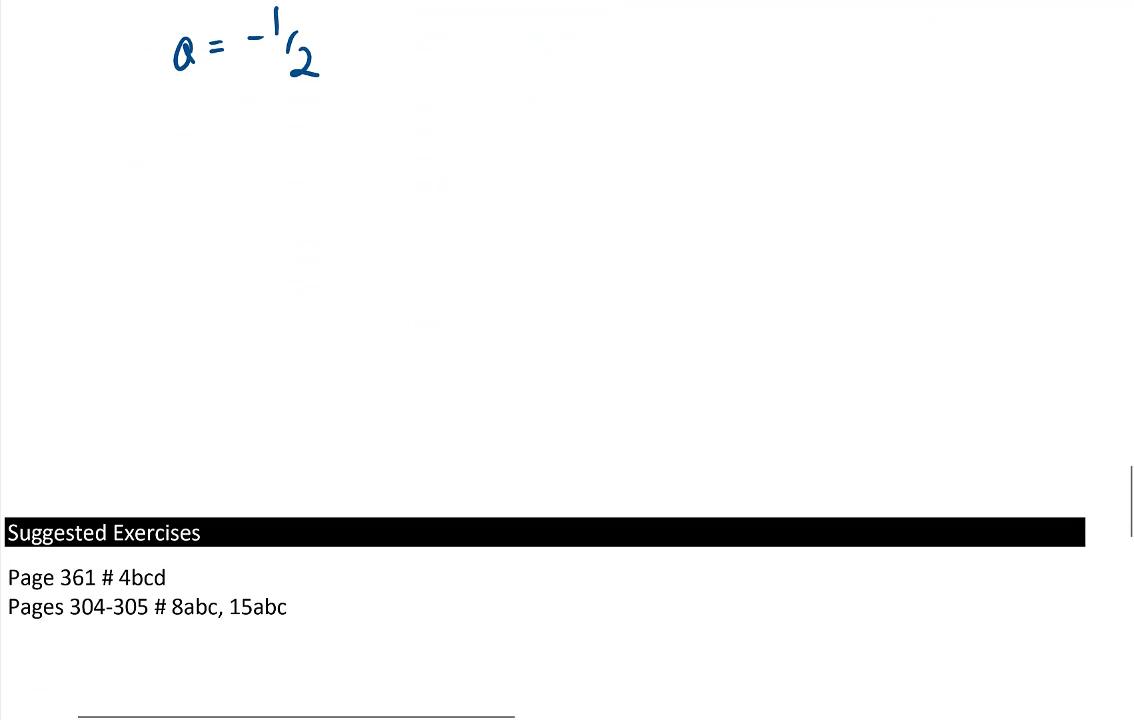 a = -1/2
Suggested Exercises
Page 361 # 4bcd
Pages 304-305 # 8abc, 15abc